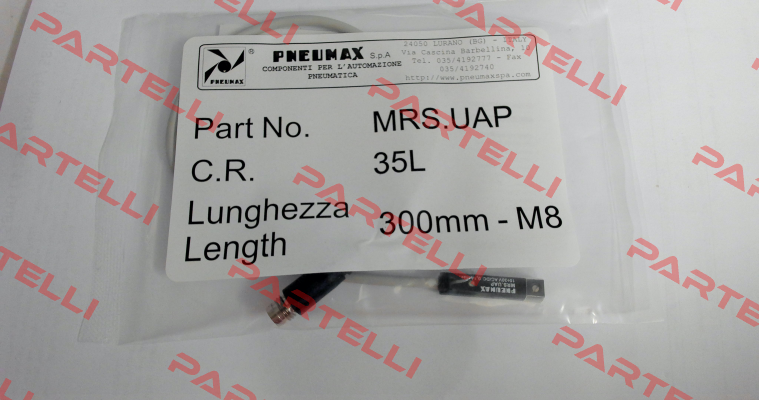 PNEUMAX
®
PNEUMAX S.p.A
COMPONENTI PER L'AUTOMAZIONE
PNEUMATICA
24050 LURANO (BG) - ITALY
Via Cascina Barbellina, 10
Tel. 035/4192777 - Fax
035/4192740
http://www.pneumaxspa.com
Part No. MRS.UAP
C.R. 35L
Lunghezza
Length
300mm - M8
PNEUMAX
MRS.UAP
PARTELLI
PARTELLI
PARTELLI
PARTELLI
PARTELLI
PARTELLI
PARTELLI
PARTELLI
PARTELLI